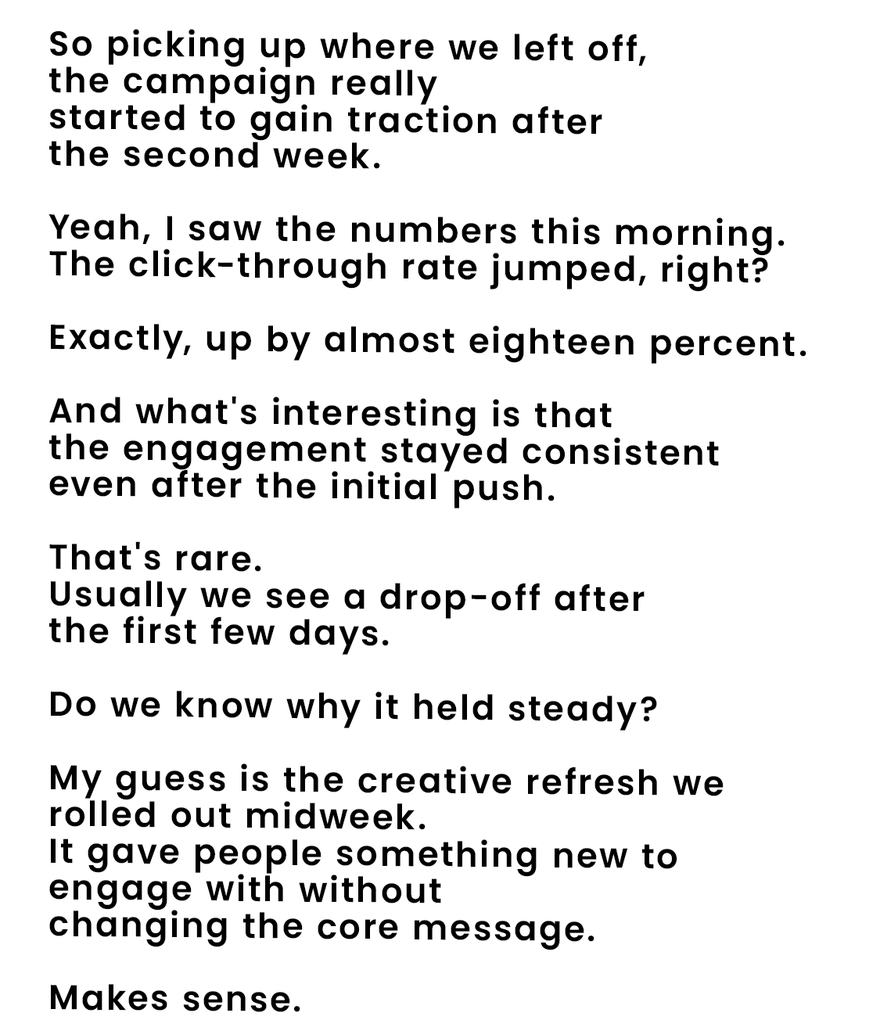 So picking up where we left off,
the campaign really
started to gain traction after
the second week.

Yeah, I saw the numbers this morning.
The click-through rate jumped, right?

Exactly, up by almost eighteen percent.

And what's interesting is that
the engagement stayed consistent
even after the initial push.

That's rare.
Usually we see a drop-off after
the first few days.

Do we know why it held steady?

My guess is the creative refresh we
rolled out midweek.
It gave people something new to
engage with without
changing the core message.

Makes sense.